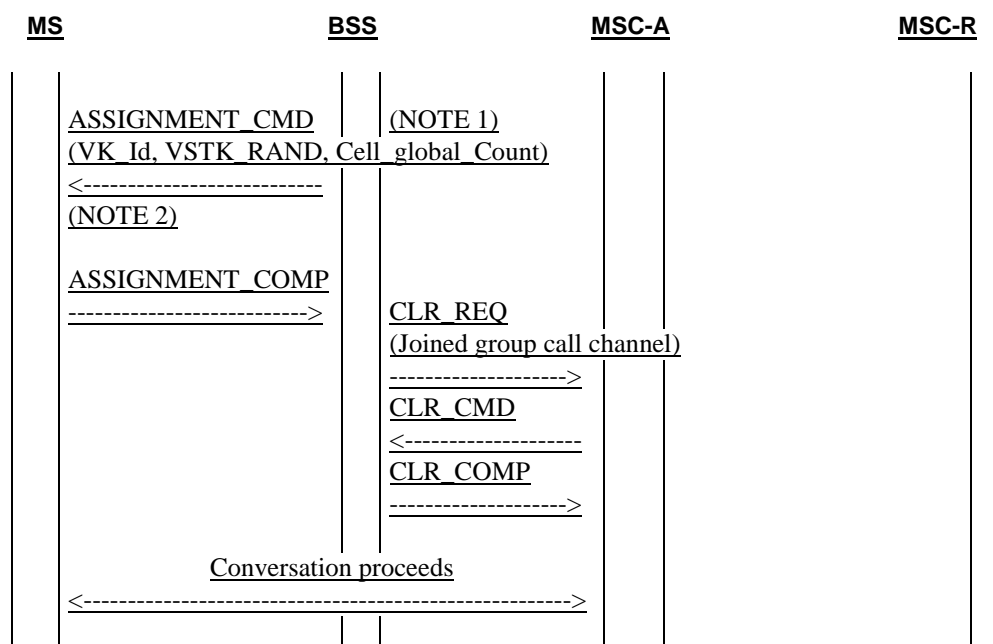 MS BSS MSC-A MSC-R
ASSIGNMENT_CMD (NOTE 1)
(VK_Id, VSTK_RAND, Cell_global_Count)
<---------------------------
(NOTE 2)
ASSIGNMENT_COMP
---------------------------> CLR_REQ
(Joined group call channel)
-------------------->
CLR_CMD
<--------------------
CLR_COMP
-------------------->
Conversation proceeds
<------------------------------------------------------->